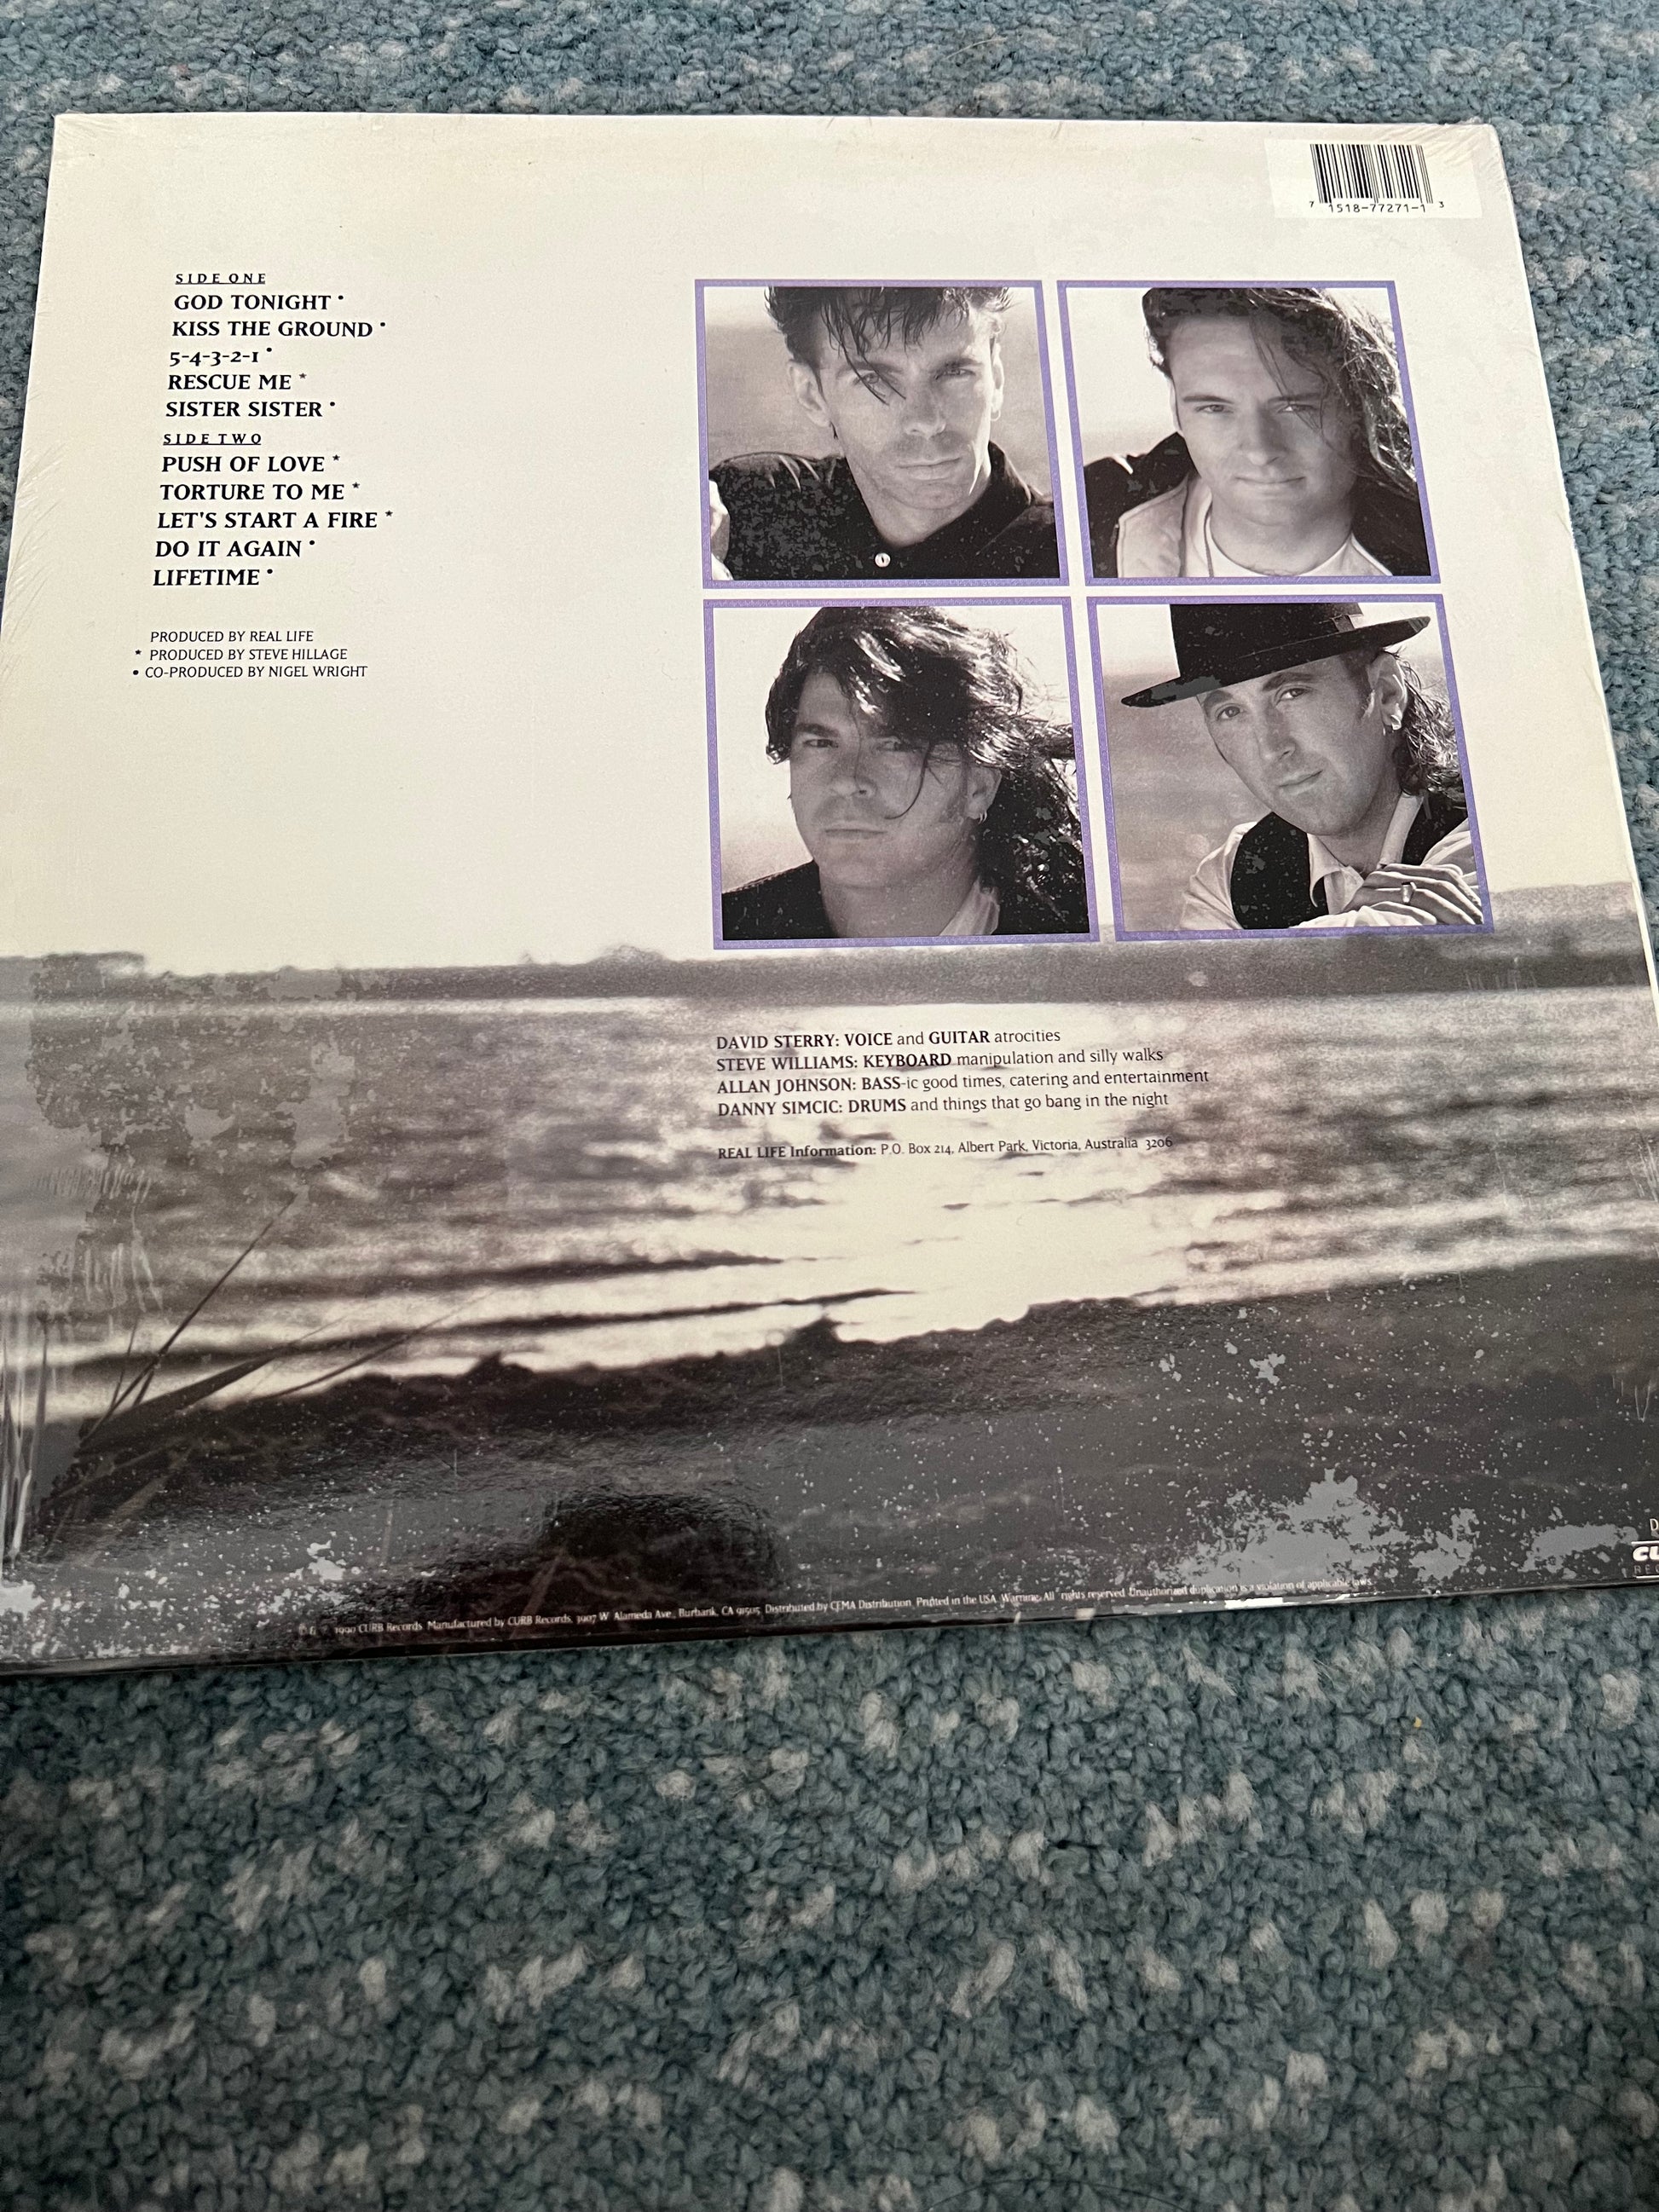 7 1518-77271-1 3
SIDE ONE
GOD TONIGHT •
KISS THE GROUND •
5-4-3-2-1 •
RESCUE ME *
SISTER SISTER •
SIDE TWO
PUSH OF LOVE *
TORTURE TO ME *
LET'S START A FIRE *
DO IT AGAIN •
LIFETIME •
PRODUCED BY REAL LIFE
* PRODUCED BY STEVE HILLAGE
• CO-PRODUCED BY NIGEL WRIGHT
DAVID STERRY: VOICE and GUITAR atrocities
STEVE WILLIAMS: KEYBOARD manipulation and silly walks
ALLAN JOHNSON: BASS-ic good times, catering and entertainment
DANNY SIMCIC: DRUMS and things that go bang in the night
REAL LIFE Information: P.O. Box 214, Albert Park, Victoria, Australia 3206
1990 CURB Records Manufactured by CURB Records, 3907 W. Alameda Ave., Burbank, CA 91505 Distributed by CEMA Distribution. Printed in the USA. Warning: All rights reserved. Unauthorized duplication is a violation of applicable laws.